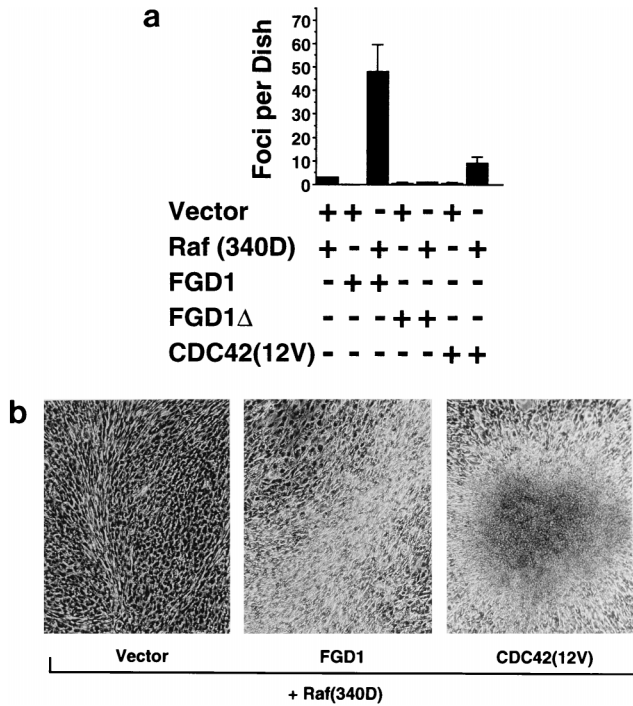 a
Foci per Dish
70
60
50
40
30
20
10
0
Vector + + - + - + -
Raf (340D) + - + - + - +
FGD1 - + + - - - -
FGD1Δ - - - + + - -
CDC42(12V) - - - - - + +
b
Vector FGD1 CDC42(12V)
+ Raf(340D)